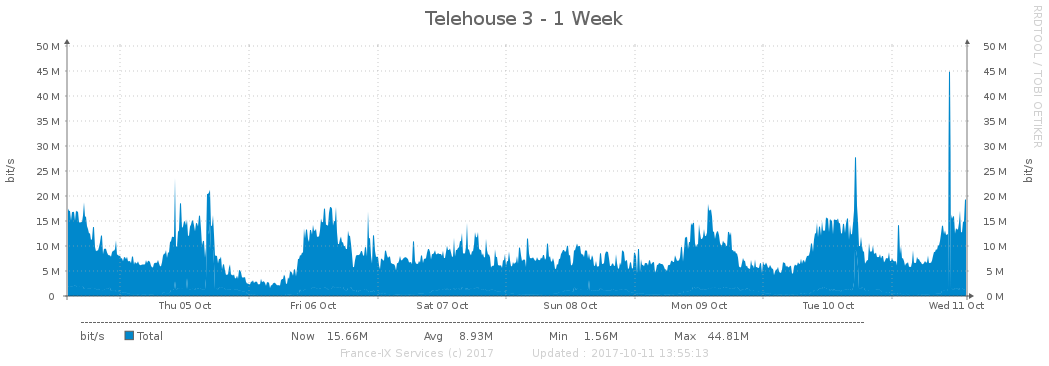 Telehouse 3 - 1 Week
RRDTOOL / TOBI OETIKER
bit/s
50 M 50 M
45 M 45 M
40 M 40 M
35 M 35 M
30 M 30 M
25 M 25 M
20 M 20 M
15 M 15 M
10 M 10 M
5 M 5 M
0 0 M
bit/s
Thu 05 Oct Fri 06 Oct Sat 07 Oct Sun 08 Oct Mon 09 Oct Tue 10 Oct Wed 11 Oct
bit/s Total Now 15.66M Avg 8.93M Min 1.56M Max 44.81M
France-IX Services (c) 2017 Updated : 2017-10-11 13:55:13